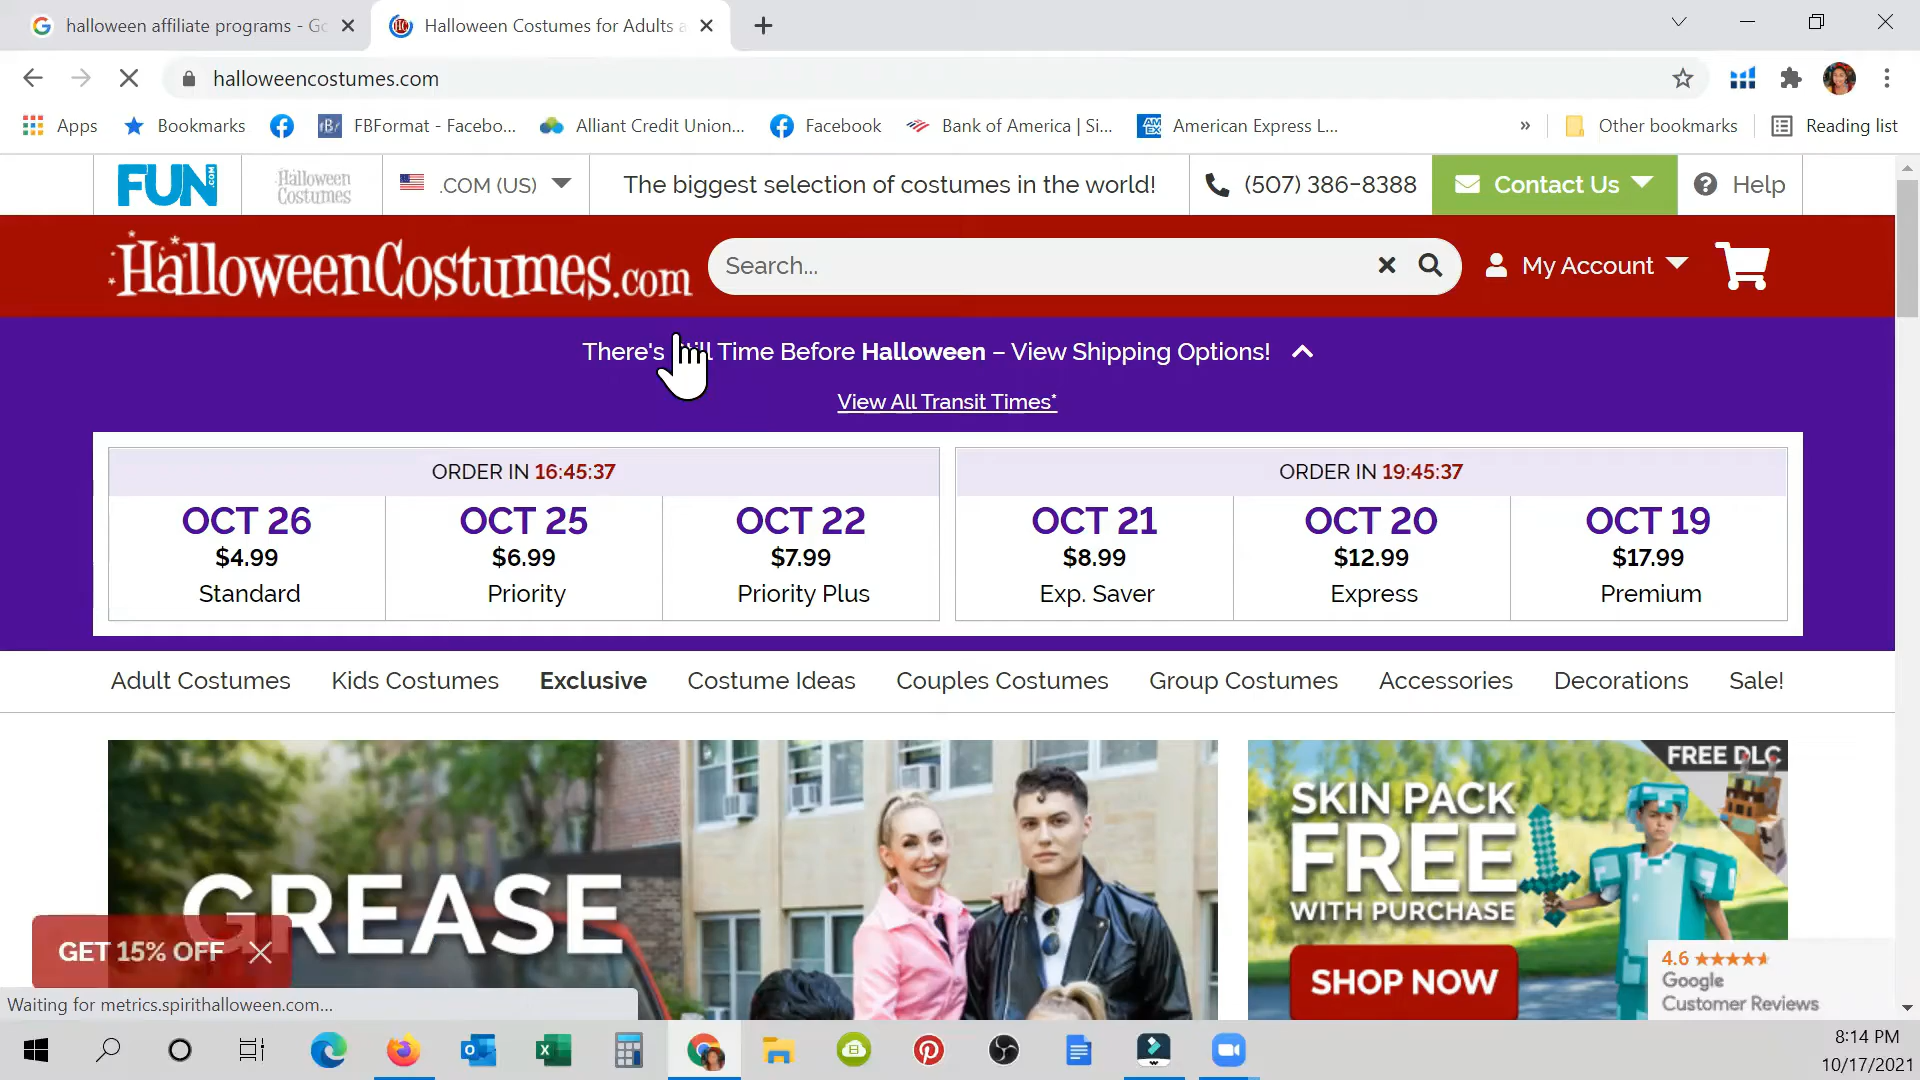 halloween affiliate programs - Go
Halloween Costumes for Adults a
halloweencostumes.com
Apps
Bookmarks
FBFormat - Facebo...
Alliant Credit Union...
Facebook
Bank of America | Si...
AM EX
American Express L...
»
Other bookmarks
Reading list
FUN.COM
Halloween Costumes
.COM (US)
The biggest selection of costumes in the world!
(507) 386-8388
Contact Us
Help
HalloweenCostumes.com
Search...
My Account
There's Still Time Before Halloween – View Shipping Options!
View All Transit Times*
ORDER IN 16:45:37
ORDER IN 19:45:37
OCT 26
$4.99
Standard
OCT 25
$6.99
Priority
OCT 22
$7.99
Priority Plus
OCT 21
$8.99
Exp. Saver
OCT 20
$12.99
Express
OCT 19
$17.99
Premium
Adult Costumes
Kids Costumes
Exclusive
Costume Ideas
Couples Costumes
Group Costumes
Accessories
Decorations
Sale!
GREASE
FREE DLC
SKIN PACK
FREE
WITH PURCHASE
SHOP NOW
GET 15% OFF
4.6
Google
Customer Reviews
Waiting for metrics.spirithalloween.com...
8:14 PM
10/17/2021